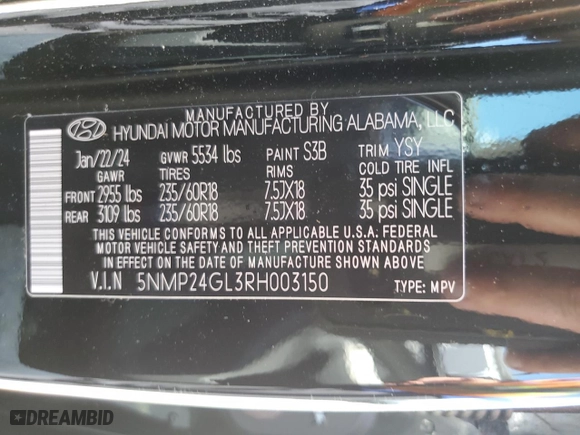 MANUFACTURED BY
HYUNDAI MOTOR MANUFACTURING ALABAMA, LLC
Jan/22/24 GVWR 5534 lbs PAINT S3B TRIM YSY
GAWR TIRES RIMS COLD TIRE INFL
FRONT 2955 lbs 235/60R18 7.5JX18 35 psi SINGLE
REAR 3109 lbs 235/60R18 7.5JX18 35 psi SINGLE
THIS VEHICLE CONFORMS TO ALL APPLICABLE U.S.A. FEDERAL
MOTOR VEHICLE SAFETY AND THEFT PREVENTION STANDARDS
IN EFFECT ON THE DATE OF MANUFACTURE SHOWN ABOVE
V.I.N 5NMP24GL3RH003150
TYPE: MPV
DREAMBID